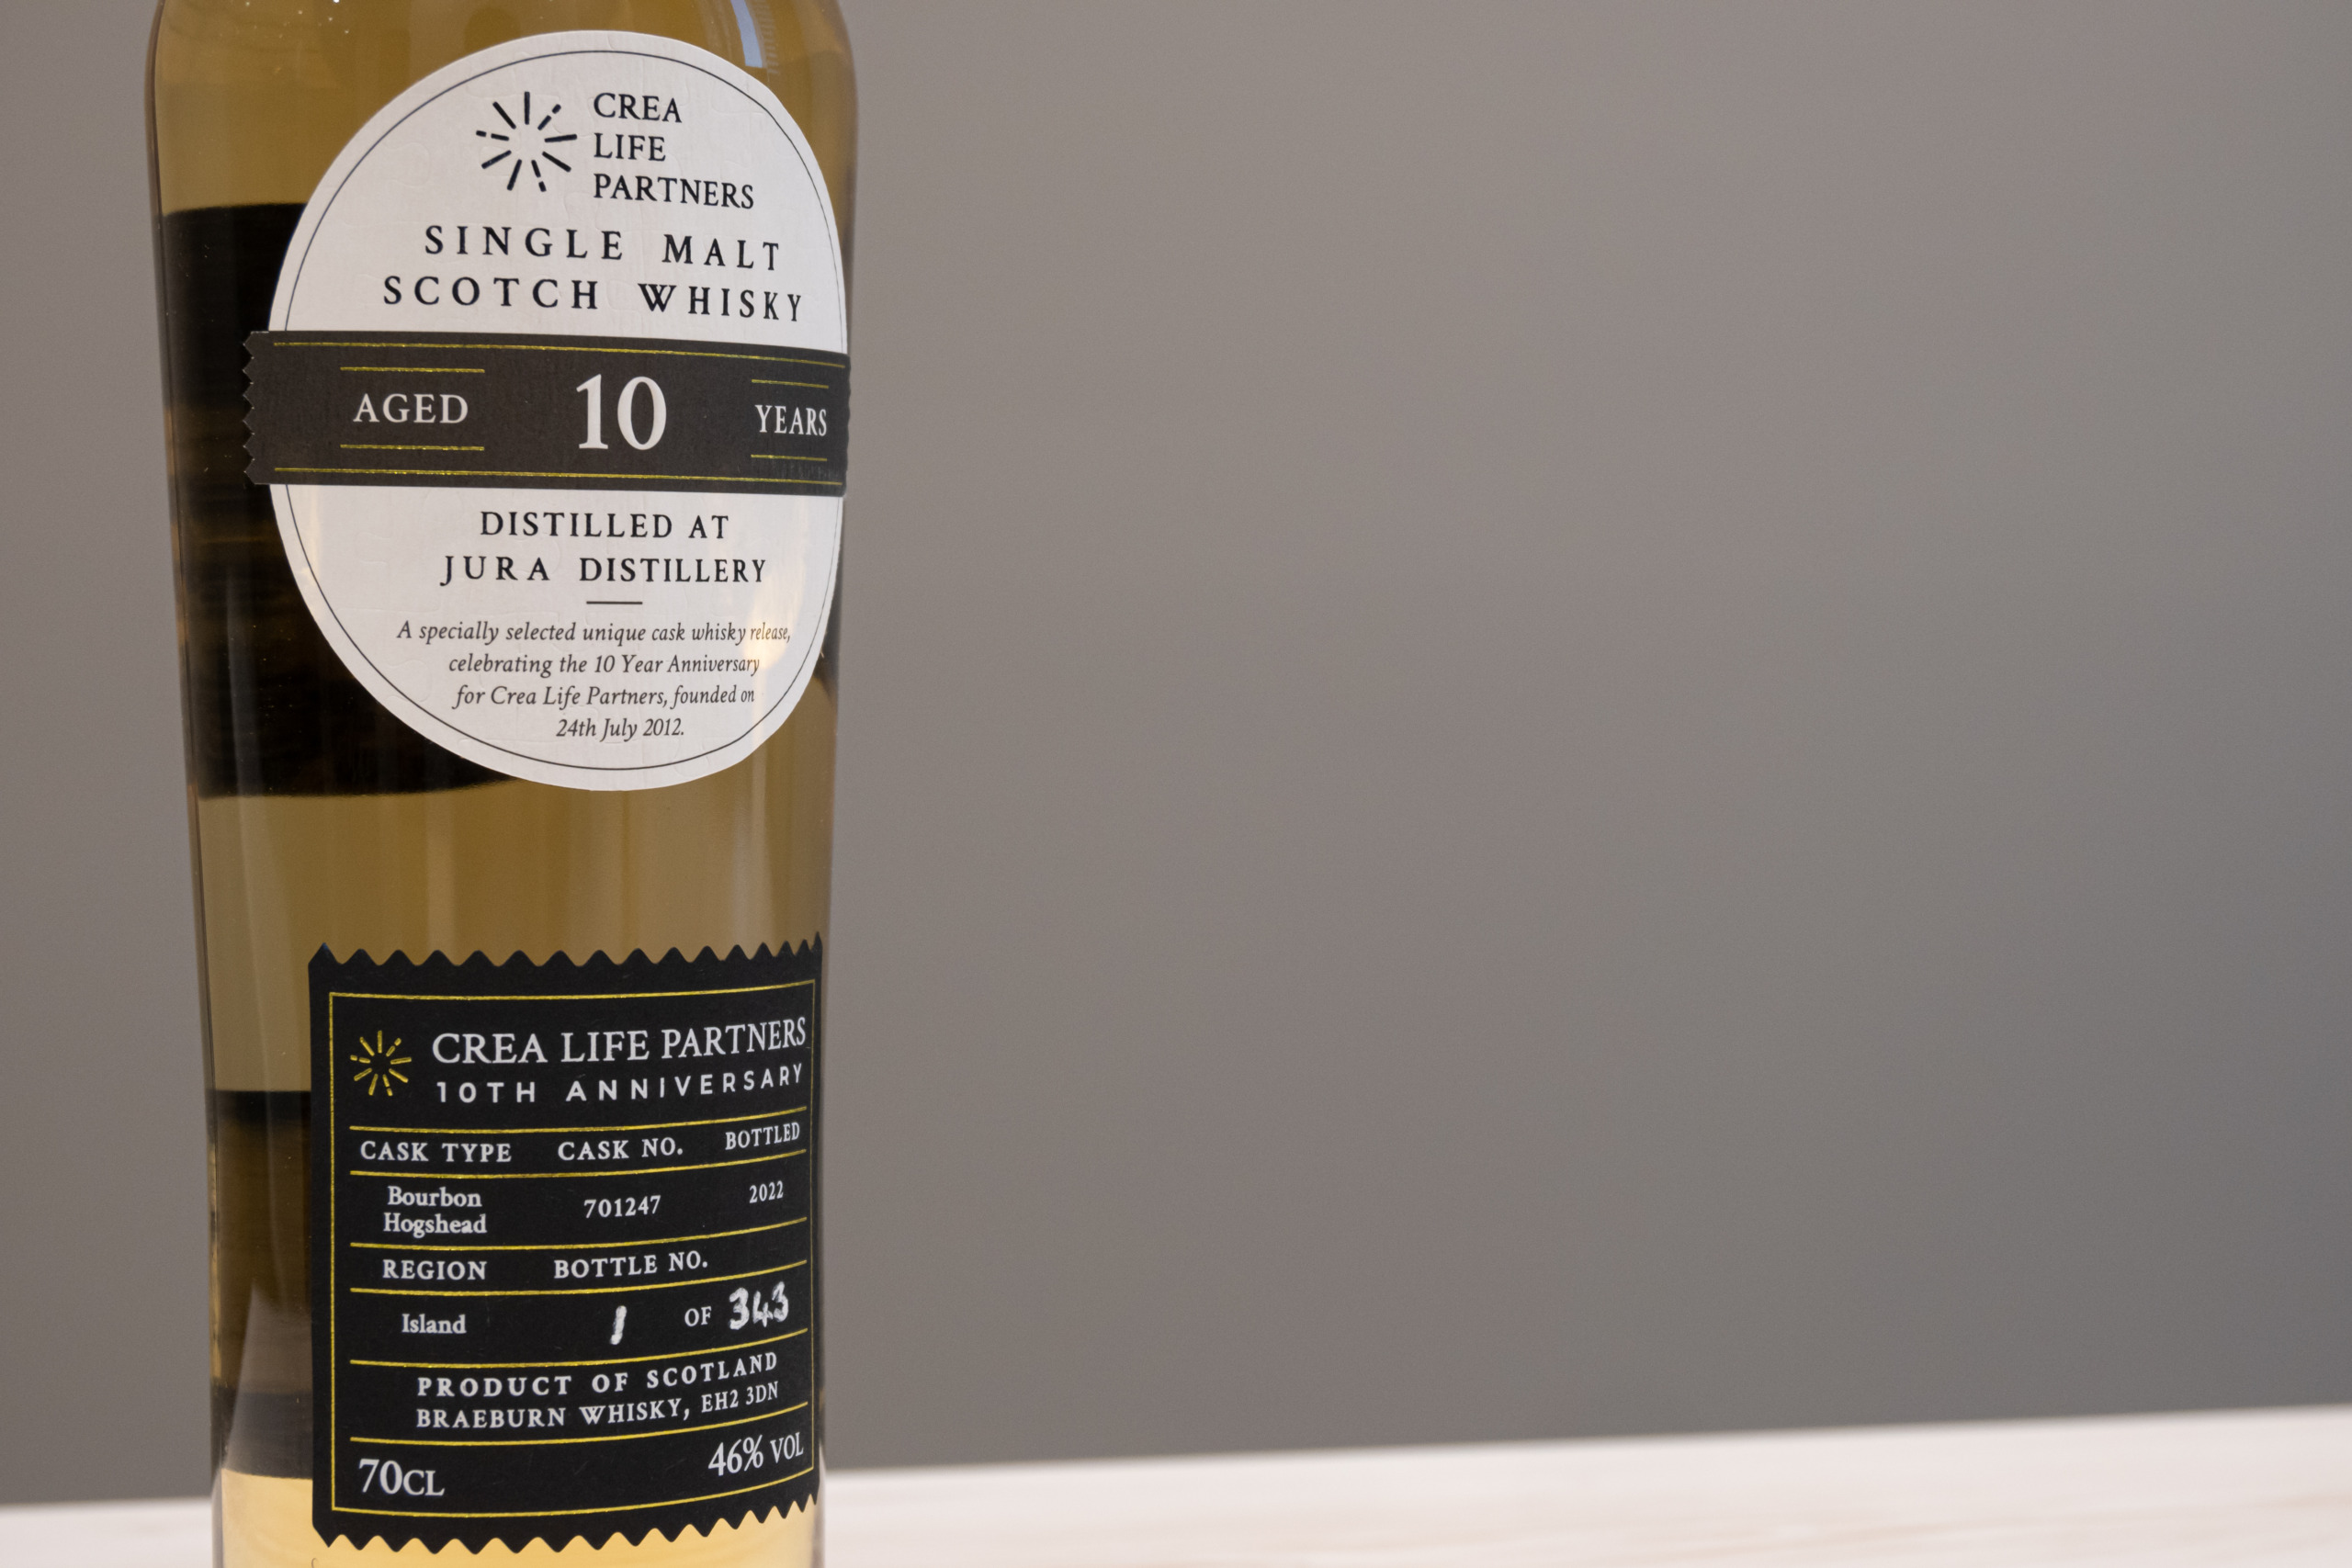 CREA
LIFE
PARTNERS
SINGLE MALT
SCOTCH WHISKY
AGED 10 YEARS
DISTILLED AT
JURA DISTILLERY
A specially selected unique cask whisky release,
celebrating the 10 Year Anniversary
for Crea Life Partners, founded on
24th July 2012.
CREA LIFE PARTNERS
10TH ANNIVERSARY
CASK TYPE CASK NO. BOTTLED
Bourbon
Hogshead
701247
2022
REGION BOTTLE NO.
Island 1 OF 343
PRODUCT OF SCOTLAND
BRAEBURN WHISKY, EH2 3DN
70CL 46% VOL